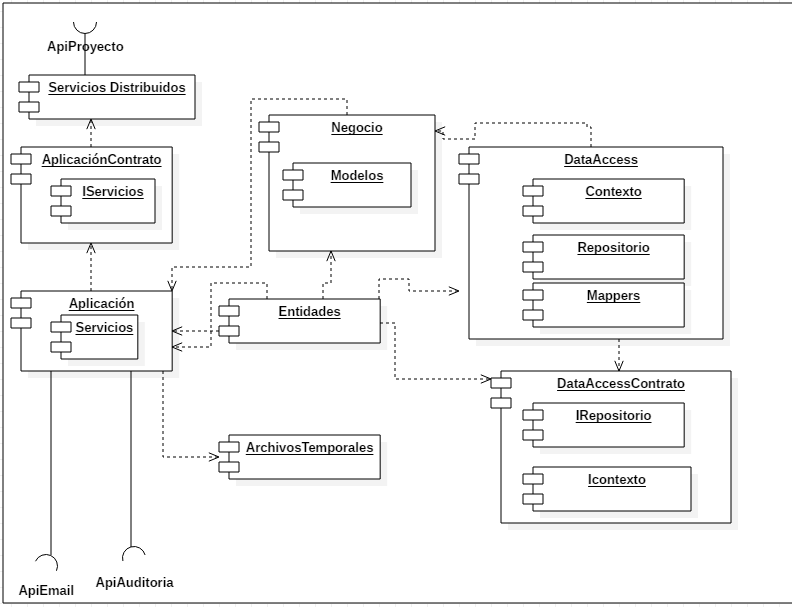 ApiProyecto
Servicios Distribuidos
AplicaciónContrato
IServicios
Aplicación
Servicios
Negocio
Modelos
Entidades
ArchivosTemporales
DataAccess
Contexto
Repositorio
Mappers
DataAccessContrato
IRepositorio
Icontexto
ApiEmail
ApiAuditoria